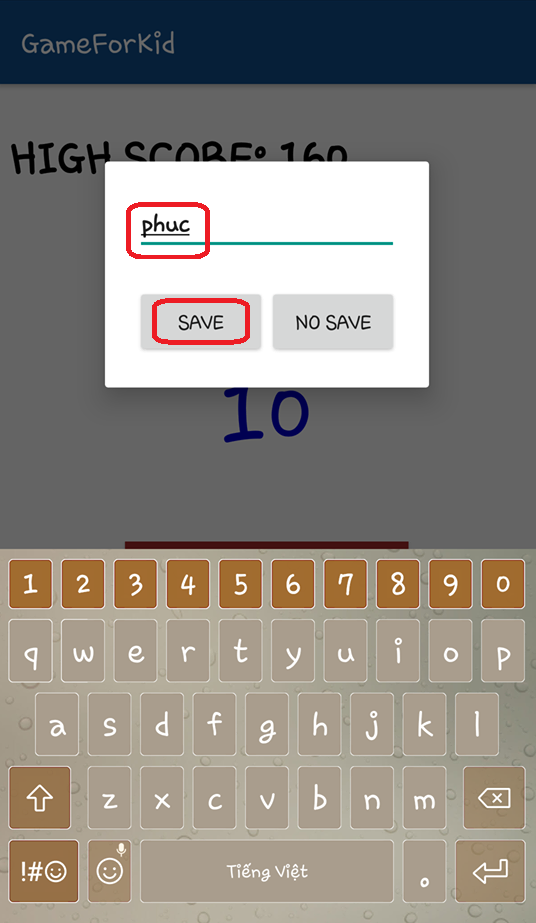 GameForKid
HIGH SCORE: 160
phuc
SAVE NO SAVE
10
1 2 3 4 5 6 7 8 9 0
q w e r t y u i o p
a s d f g h j k l
z x c v b n m
!#☺ Tiếng Việt .